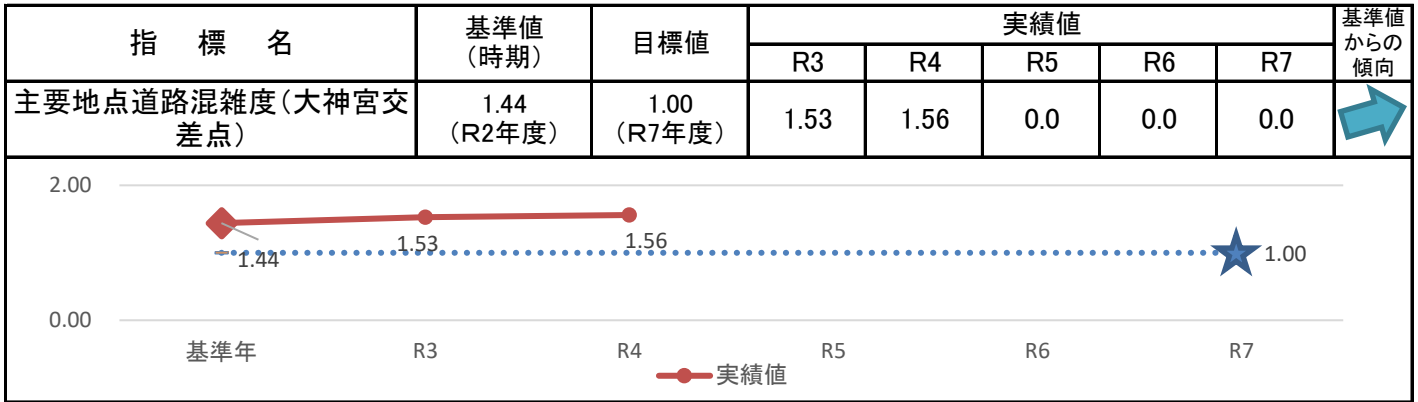 指 標 名
基準値
（時期）
目標値
実績値
基準値
からの
傾向
R3 R4 R5 R6 R7
主要地点道路混雑度（大神宮交
差点）
1.44
（R2年度）
1.00
（R7年度）
1.53 1.56 0.0 0.0 0.0
2.00
1.44
1.53
1.56
1.00
0.00
基準年 R3 R4 R5 R6 R7
実績値